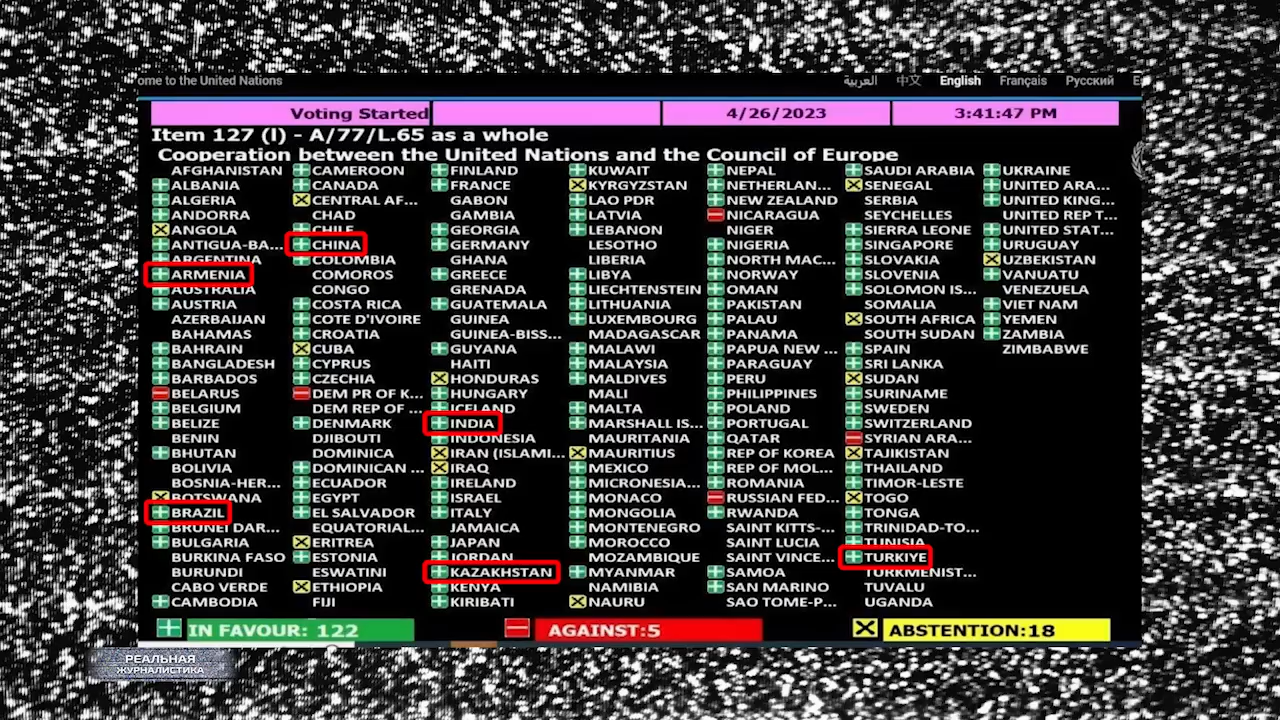 ome to the United Nations
العربية 中文 English Français Русский E
Voting Started 4/26/2023 3:41:47 PM
Item 127 (I) - A/77/L.65 as a whole
Cooperation between the United Nations and the Council of Europe
AFGHANISTAN
ALBANIA
ALGERIA
ANDORRA
ANGOLA
ANTIGUA-BA...
ARGENTINA
ARMENIA
AUSTRALIA
AUSTRIA
AZERBAIJAN
BAHAMAS
BAHRAIN
BANGLADESH
BARBADOS
BELARUS
BELGIUM
BELIZE
BENIN
BHUTAN
BOLIVIA
BOSNIA-HER...
BOTSWANA
BRAZIL
BRUNEI DAR...
BULGARIA
BURKINA FASO
BURUNDI
CABO VERDE
CAMBODIA
CAMEROON
CANADA
CENTRAL AF...
CHAD
CHILE
CHINA
COLOMBIA
COMOROS
CONGO
COSTA RICA
COTE D'IVOIRE
CROATIA
CUBA
CYPRUS
CZECHIA
DEM PR OF K...
DEM REP OF ...
DENMARK
DJIBOUTI
DOMINICA
DOMINICAN ...
ECUADOR
EGYPT
EL SALVADOR
EQUATORIAL...
ERITREA
ESTONIA
ESWATINI
ETHIOPIA
FIJI
FINLAND
FRANCE
GABON
GAMBIA
GEORGIA
GERMANY
GHANA
GREECE
GRENADA
GUATEMALA
GUINEA
GUINEA-BISS...
GUYANA
HAITI
HONDURAS
HUNGARY
ICELAND
INDIA
INDONESIA
IRAN (ISLAMI...
IRAQ
IRELAND
ISRAEL
ITALY
JAMAICA
JAPAN
JORDAN
KAZAKHSTAN
KENYA
KIRIBATI
KUWAIT
KYRGYZSTAN
LAO PDR
LATVIA
LEBANON
LESOTHO
LIBERIA
LIBYA
LIECHTENSTEIN
LITHUANIA
LUXEMBOURG
MADAGASCAR
MALAWI
MALAYSIA
MALDIVES
MALI
MALTA
MARSHALL IS...
MAURITANIA
MAURITIUS
MEXICO
MICRONESIA...
MONACO
MONGOLIA
MONTENEGRO
MOROCCO
MOZAMBIQUE
MYANMAR
NAMIBIA
NAURU
NEPAL
NETHERLAN...
NEW ZEALAND
NICARAGUA
NIGER
NIGERIA
NORTH MAC...
NORWAY
OMAN
PAKISTAN
PALAU
PANAMA
PAPUA NEW ...
PARAGUAY
PERU
PHILIPPINES
POLAND
PORTUGAL
QATAR
REP OF KOREA
REP OF MOL...
ROMANIA
RUSSIAN FED...
RWANDA
SAINT KITTS-...
SAINT LUCIA
SAINT VINCE...
SAMOA
SAN MARINO
SAO TOME-P...
SAUDI ARABIA
SENEGAL
SERBIA
SEYCHELLES
SIERRA LEONE
SINGAPORE
SLOVAKIA
SLOVENIA
SOLOMON IS...
SOMALIA
SOUTH AFRICA
SOUTH SUDAN
SPAIN
SRI LANKA
SUDAN
SURINAME
SWEDEN
SWITZERLAND
SYRIAN ARA...
TAJIKISTAN
THAILAND
TIMOR-LESTE
TOGO
TONGA
TRINIDAD-TO...
TUNISIA
TURKIYE
TURKMENIST...
TUVALU
UGANDA
UKRAINE
UNITED ARA...
UNITED KING...
UNITED REP T...
UNITED STAT...
URUGUAY
UZBEKISTAN
VANUATU
VENEZUELA
VIET NAM
YEMEN
ZAMBIA
ZIMBABWE
IN FAVOUR: 122 AGAINST:5 ABSTENTION:18
РЕАЛЬНАЯ
ЖУРНАЛИСТИКА